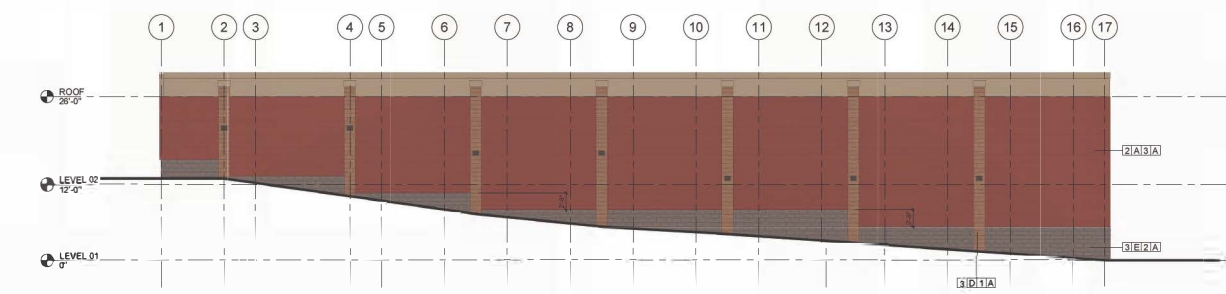 1 2 3 4 5 6 7 8 9 10 11 12 13 14 15 16 17
ROOF
26'-0"
2 A 3 A
LEVEL 02
12'-0"
3 E 2 A
LEVEL 01
0"
3 D 1 A